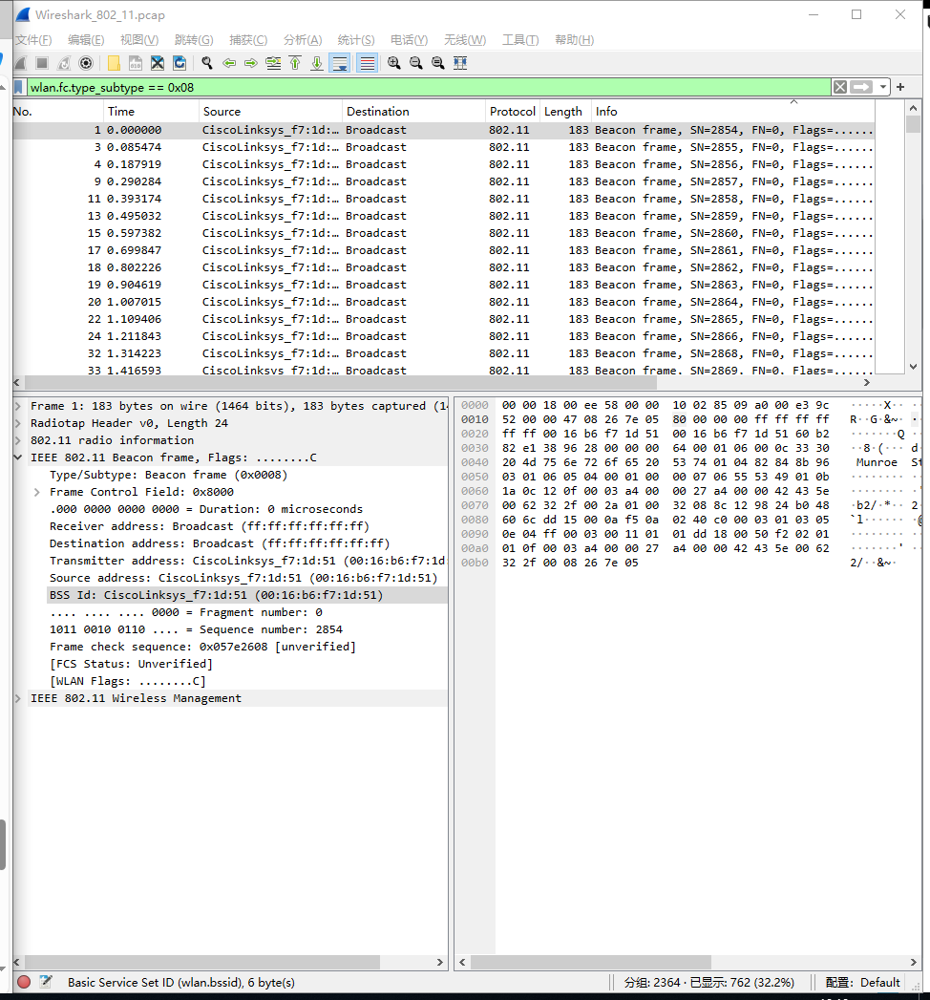 Wireshark_802_11.pcap
文件(F) 编辑(E) 视图(V) 跳转(G) 捕获(C) 分析(A) 统计(S) 电话(Y) 无线(W) 工具(T) 帮助(H)
wlan.fc.type_subtype == 0x08
No. Time Source Destination Protocol Length Info
1 0.000000 CiscoLinksys_f7:1d:… Broadcast 802.11 183 Beacon frame, SN=2854, FN=0, Flags=......
3 0.085474 CiscoLinksys_f7:1d:… Broadcast 802.11 183 Beacon frame, SN=2855, FN=0, Flags=......
4 0.187919 CiscoLinksys_f7:1d:… Broadcast 802.11 183 Beacon frame, SN=2856, FN=0, Flags=......
9 0.290284 CiscoLinksys_f7:1d:… Broadcast 802.11 183 Beacon frame, SN=2857, FN=0, Flags=......
11 0.393174 CiscoLinksys_f7:1d:… Broadcast 802.11 183 Beacon frame, SN=2858, FN=0, Flags=......
13 0.495032 CiscoLinksys_f7:1d:… Broadcast 802.11 183 Beacon frame, SN=2859, FN=0, Flags=......
15 0.597382 CiscoLinksys_f7:1d:… Broadcast 802.11 183 Beacon frame, SN=2860, FN=0, Flags=......
17 0.699847 CiscoLinksys_f7:1d:… Broadcast 802.11 183 Beacon frame, SN=2861, FN=0, Flags=......
18 0.802226 CiscoLinksys_f7:1d:… Broadcast 802.11 183 Beacon frame, SN=2862, FN=0, Flags=......
19 0.904619 CiscoLinksys_f7:1d:… Broadcast 802.11 183 Beacon frame, SN=2863, FN=0, Flags=......
20 1.007015 CiscoLinksys_f7:1d:… Broadcast 802.11 183 Beacon frame, SN=2864, FN=0, Flags=......
22 1.109406 CiscoLinksys_f7:1d:… Broadcast 802.11 183 Beacon frame, SN=2865, FN=0, Flags=......
24 1.211843 CiscoLinksys_f7:1d:… Broadcast 802.11 183 Beacon frame, SN=2866, FN=0, Flags=......
32 1.314223 CiscoLinksys_f7:1d:… Broadcast 802.11 183 Beacon frame, SN=2868, FN=0, Flags=......
33 1.416593 CiscoLinksys_f7:1d:… Broadcast 802.11 183 Beacon frame, SN=2869, FN=0, Flags=......
Frame 1: 183 bytes on wire (1464 bits), 183 bytes captured (14
Radiotap Header v0, Length 24
802.11 radio information
IEEE 802.11 Beacon frame, Flags: ........C
Type/Subtype: Beacon frame (0x0008)
Frame Control Field: 0x8000
.000 0000 0000 0000 = Duration: 0 microseconds
Receiver address: Broadcast (ff:ff:ff:ff:ff:ff)
Destination address: Broadcast (ff:ff:ff:ff:ff:ff)
Transmitter address: CiscoLinksys_f7:1d:51 (00:16:b6:f7:1d:
Source address: CiscoLinksys_f7:1d:51 (00:16:b6:f7:1d:51)
BSS Id: CiscoLinksys_f7:1d:51 (00:16:b6:f7:1d:51)
.... .... .... 0000 = Fragment number: 0
1011 0010 0110 .... = Sequence number: 2854
Frame check sequence: 0x057e2608 [unverified]
[FCS Status: Unverified]
[WLAN Flags: ........C]
IEEE 802.11 Wireless Management
0000 00 00 18 00 ee 58 00 00 10 02 85 09 a0 00 e3 9c ·····X··
0010 52 00 00 47 08 26 7e 05 80 00 00 00 ff ff ff ff R··G·&~· ··
0020 ff ff 00 16 b6 f7 1d 51 00 16 b6 f7 1d 51 60 b2 ·······Q ··
0030 82 e1 38 96 28 00 00 00 64 00 01 06 00 0c 33 30 ··8·(··· d·
0040 20 4d 75 6e 72 6f 65 20 53 74 01 04 82 84 8b 96 Munroe St
0050 03 01 06 05 04 00 01 00 00 07 06 55 53 49 01 0b ········ ··
0060 1a 0c 12 0f 00 03 a4 00 00 27 a4 00 00 42 43 5e ········ ·'
0070 00 62 32 2f 00 2a 01 00 32 08 8c 12 98 24 b0 48 ·b2/·*·· 2·
0080 60 6c dd 15 00 0a f5 0a 02 40 c0 00 03 01 03 05 `l······ ·@
0090 0e 04 ff 00 03 00 11 01 01 dd 18 00 50 f2 02 01 ········ ··
00a0 01 0f 00 03 a4 00 00 27 a4 00 00 42 43 5e 00 62 ·······' ··
00b0 32 2f 00 08 26 7e 05 2/··&~·
Basic Service Set ID (wlan.bssid), 6 byte(s) 分组: 2364 · 已显示: 762 (32.2%) 配置: Default